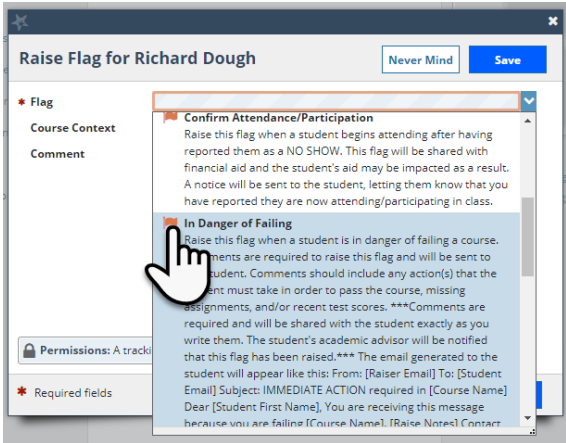 Raise Flag for Richard Dough
Never Mind
Save
* Flag
Course Context
Comment
Confirm Attendance/Participation
Raise this flag when a student begins attending after having
reported them as a NO SHOW. This flag will be shared with
financial aid and the student's aid may be impacted as a result.
A notice will be sent to the student, letting them know that you
have reported they are now attending/participating in class.
In Danger of Failing
Raise this flag when a student is in danger of failing a course.
are required to raise this flag and will be sent to
student. Comments should include any action(s) that the
must take in order to pass the course, missing
assignments, and/or recent test scores. ***Comments are
required and will be shared with the student exactly as you
write them. The student's academic advisor will be notified
that this flag has been raised.*** The email generated to the
student will appear like this: From: [Raiser Email] To: [Student
Email] Subject: IMMEDIATE ACTION required in [Course Name]
Dear [Student First Name], You are receiving this message
because you are failing [Course Name]. [Raise Notes] Contact
Permissions: A tracki
* Required fields